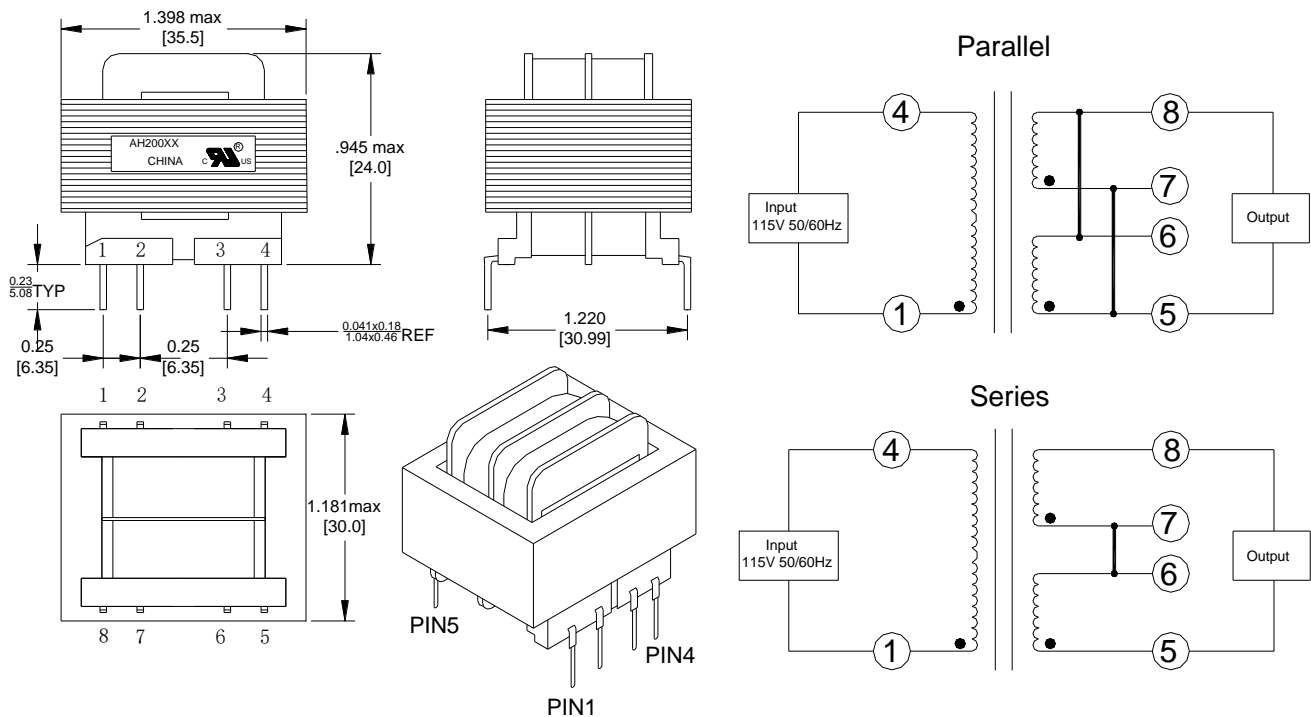 1.398 max
[35.5]
AH200XX
CHINA
C
US
®
.945 max
[24.0]
1 2 3 4
0.23
5.08 TYP
0.25
[6.35]
0.25
[6.35]
0.041x0.18
1.04x0.46 REF
1.220
[30.99]
1 2 3 4
1.181max
[30.0]
8 7 6 5
PIN5
PIN4
PIN1
Parallel
4
8
7
Input
115V 50/60Hz
6
Output
1
5
Series
4
8
7
Input
115V 50/60Hz
6
Output
1
5